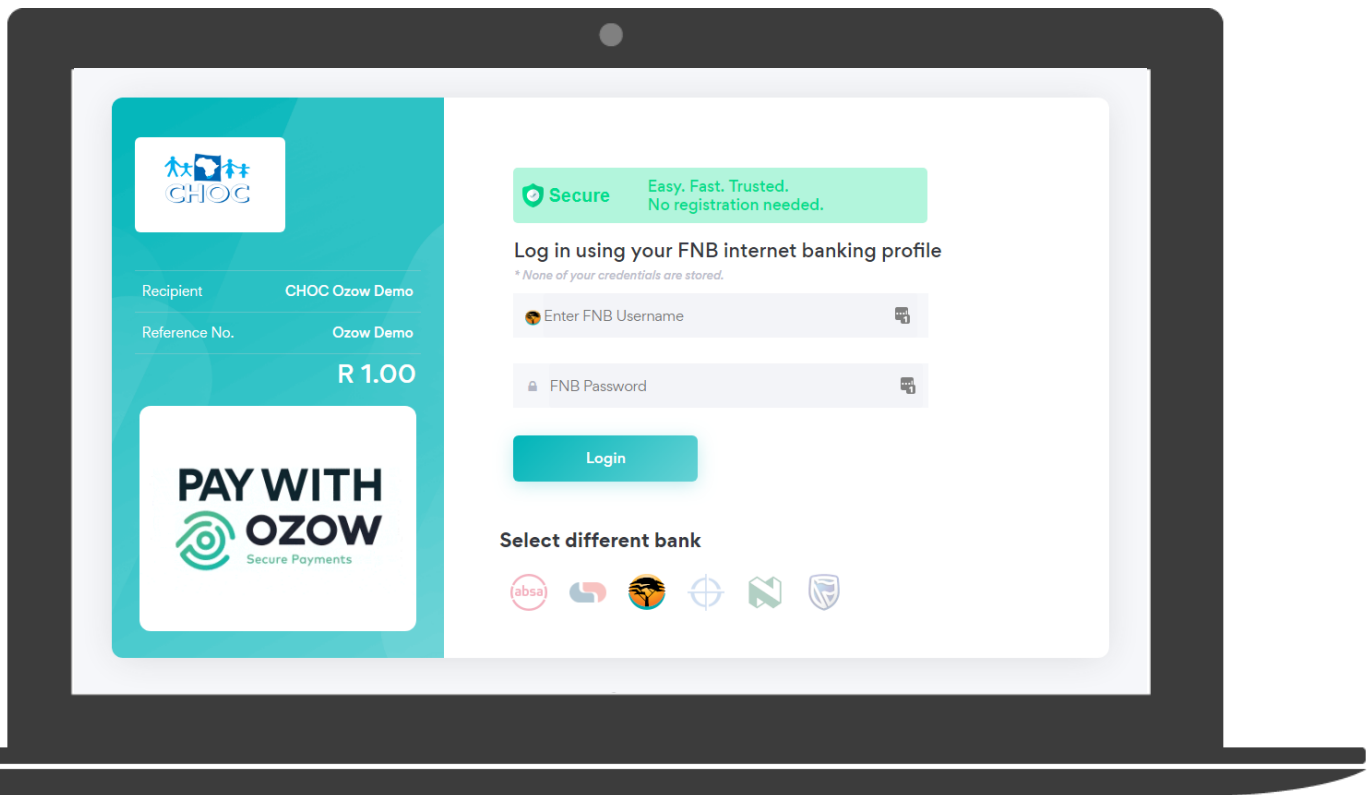 CHOC
Recipient CHOC Ozow Demo
Reference No. Ozow Demo
R 1.00
PAY WITH
OZOW
Secure Payments
Secure
Easy. Fast. Trusted.
No registration needed.
Log in using your FNB internet banking profile
* None of your credentials are stored.
Enter FNB Username
1
FNB Password
1
Login
Select different bank
absa